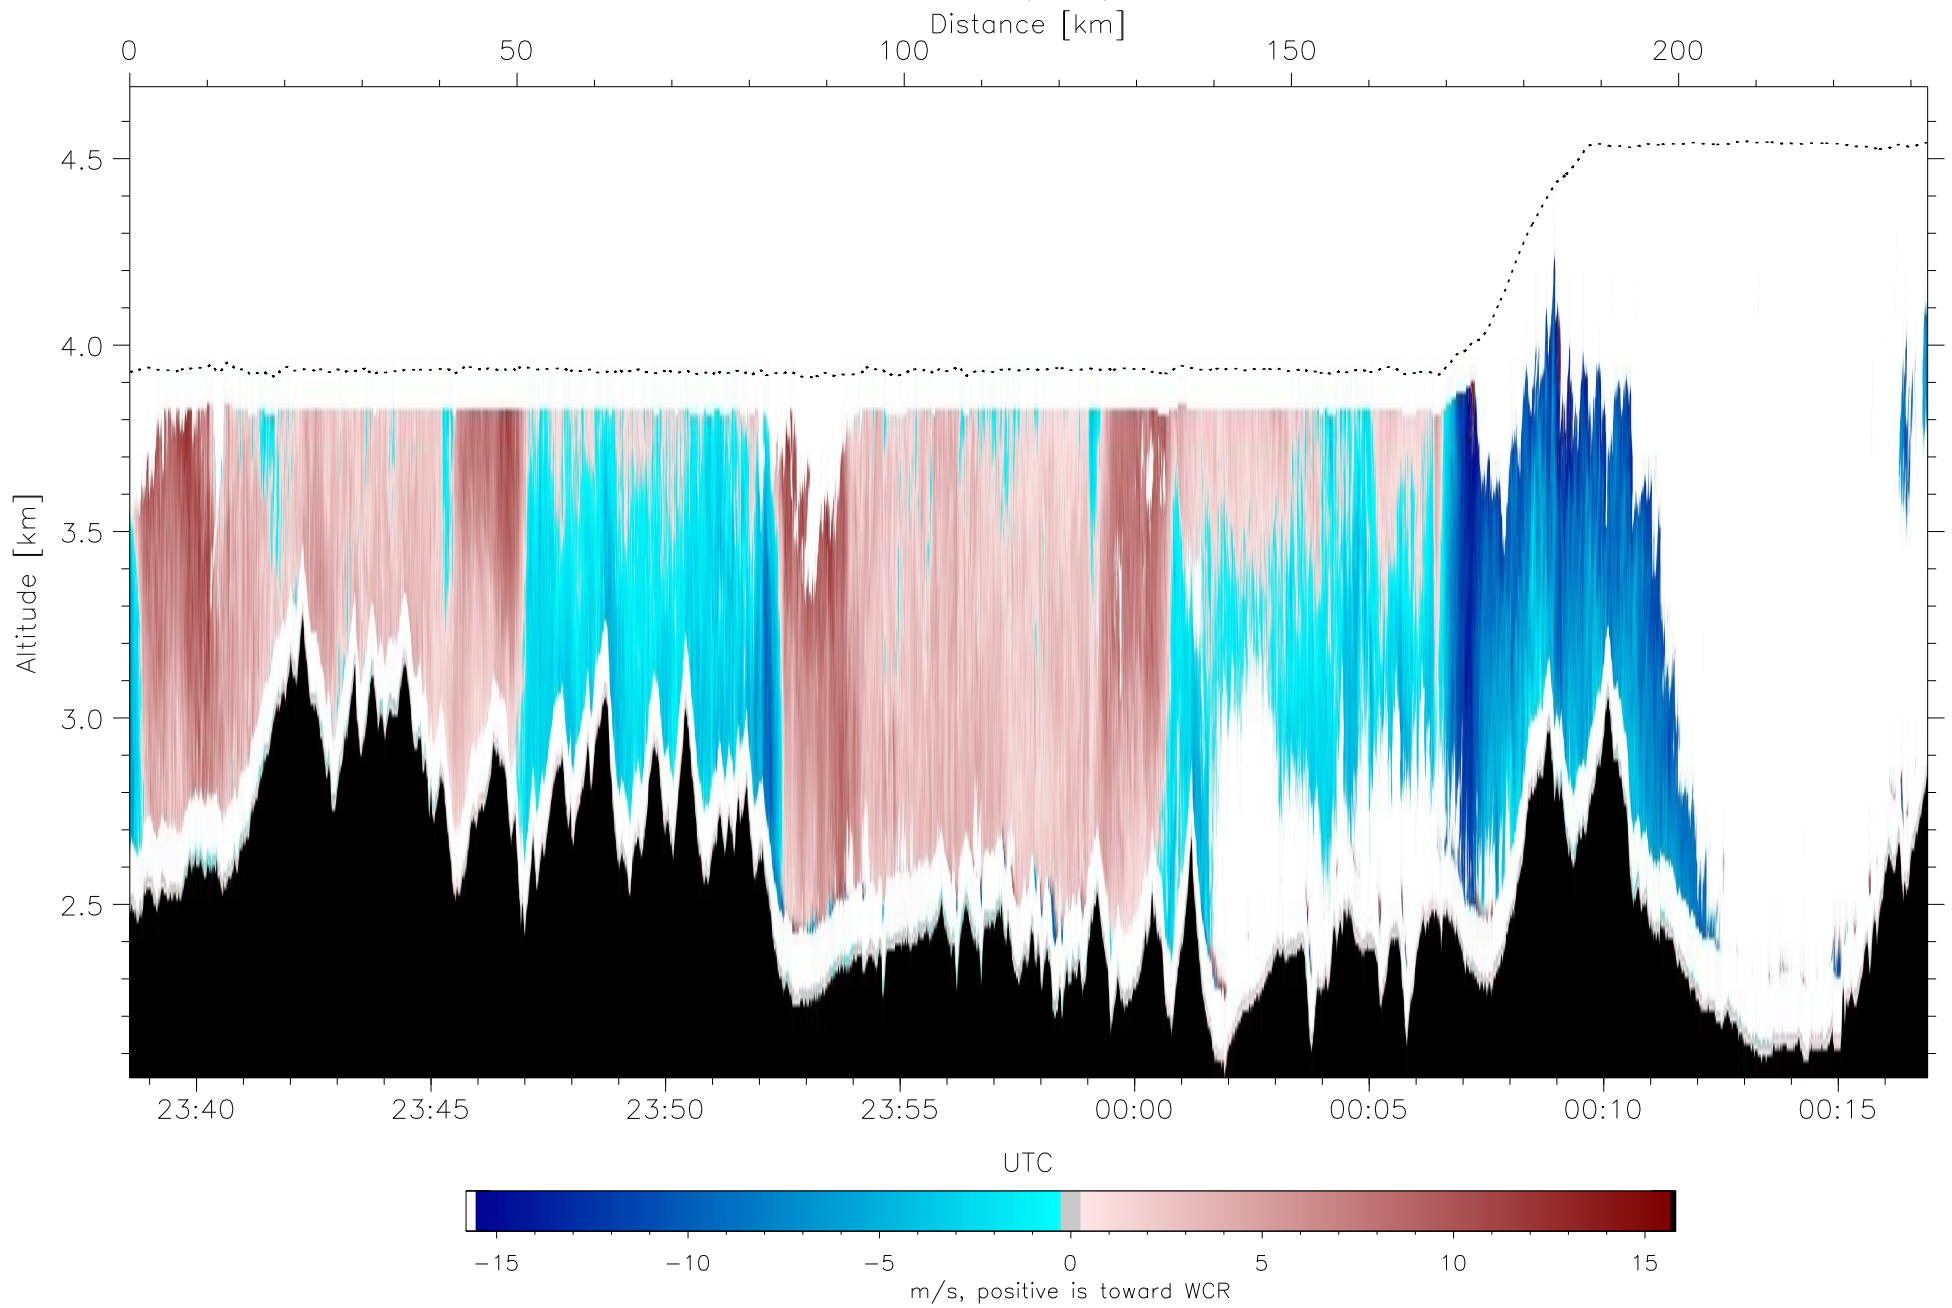 Distance [km]
0 50 100 150 200
4.5
4.0
3.5
3.0
2.5
Altitude [km]
23:40 23:45 23:50 23:55 00:00 00:05 00:10 00:15
UTC
-15 -10 -5 0 5 10 15
m/s, positive is toward WCR